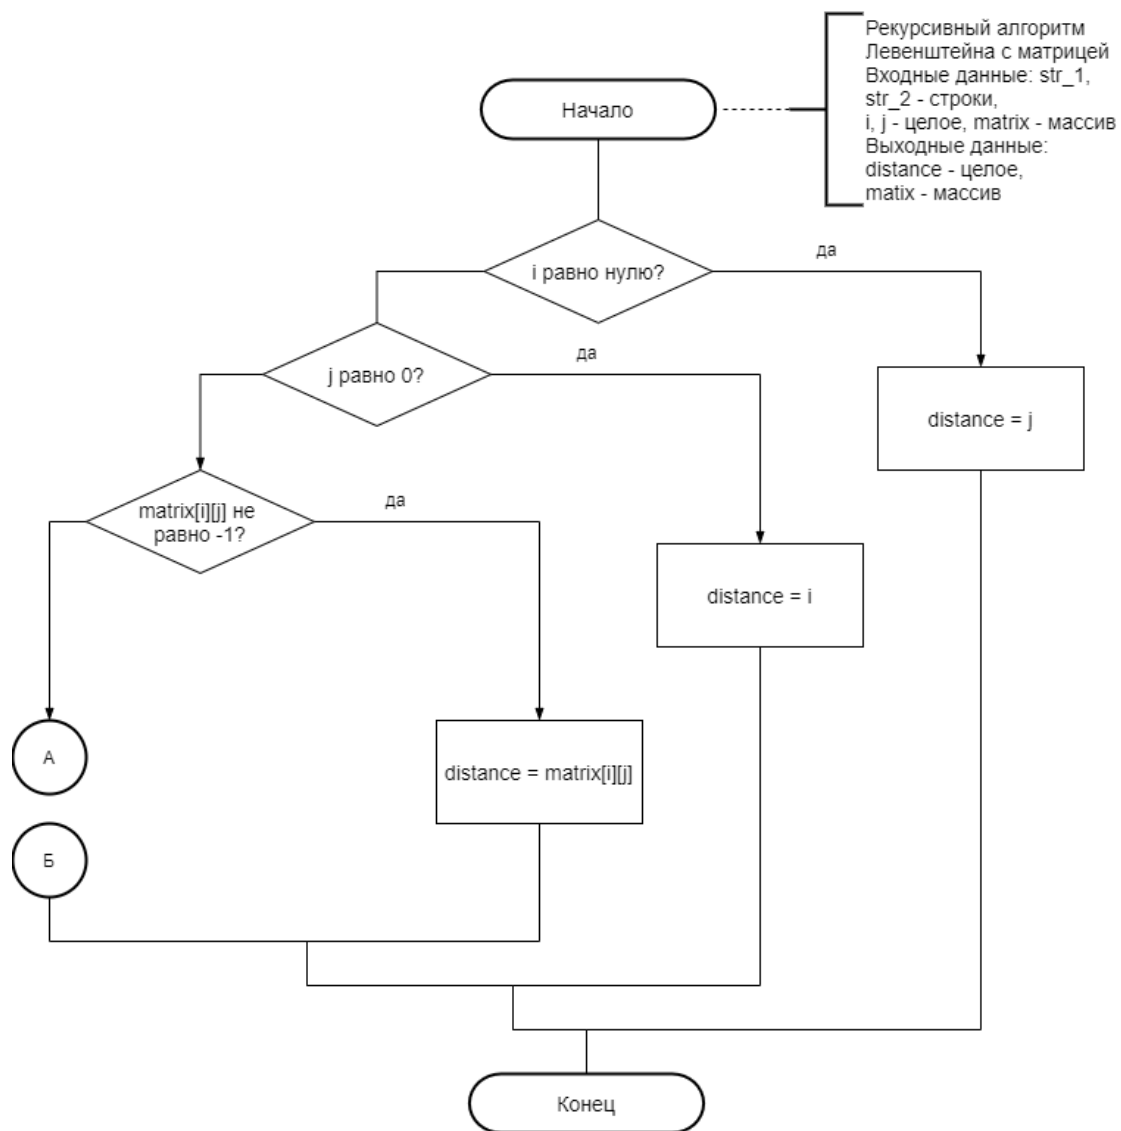 Рекурсивный алгоритм
Левенштейна с матрицей
Входные данные: str_1,
str_2 - строки,
i, j - целое, matrix - массив
Выходные данные:
distance - целое,
matix - массив
Начало
i равно нулю?
да
j равно 0?
да
distance = j
matrix[i][j] не
равно -1?
да
distance = i
А
distance = matrix[i][j]
Б
Конец